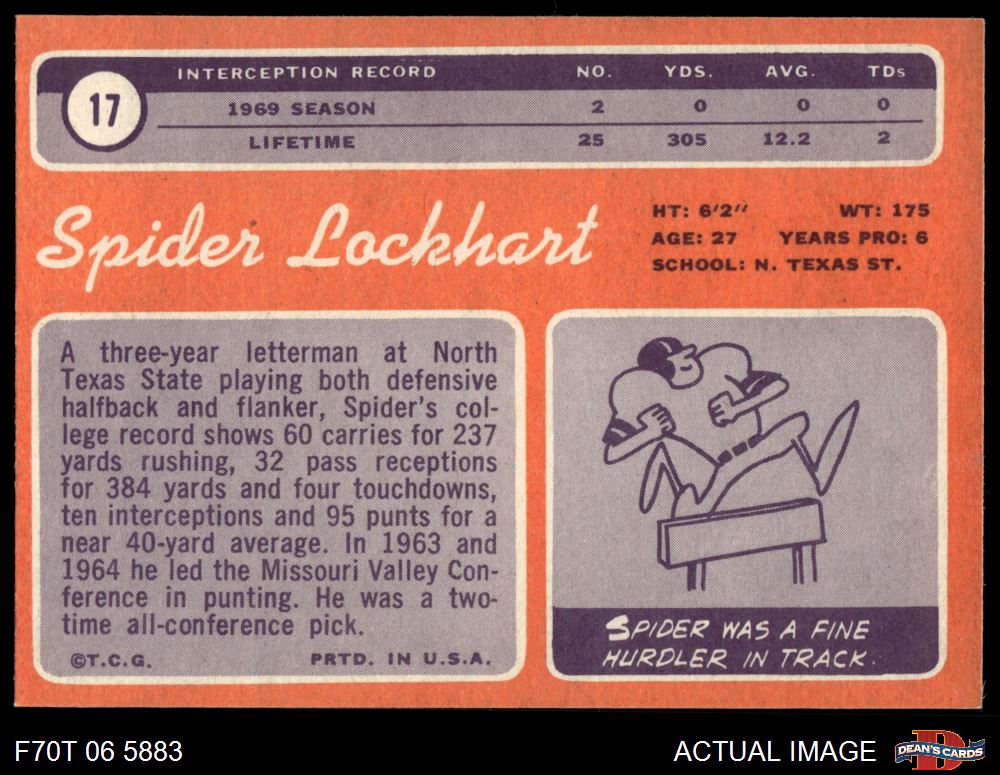 17
INTERCEPTION RECORD NO. YDS. AVG. TDs
1969 SEASON 2 0 0 0
LIFETIME 25 305 12.2 2
Spider Lockhart
HT: 6'2" WT: 175
AGE: 27 YEARS PRO: 6
SCHOOL: N. TEXAS ST.
A three-year letterman at North
Texas State playing both defensive
halfback and flanker, Spider's col-
lege record shows 60 carries for 237
yards rushing, 32 pass receptions
for 384 yards and four touchdowns,
ten interceptions and 95 punts for a
near 40-yard average. In 1963 and
1964 he led the Missouri Valley Con-
ference in punting. He was a two-
time all-conference pick.
©T.C.G. PRTD. IN U.S.A.
SPIDER WAS A FINE
HURDLER IN TRACK.
F70T 06 5883 ACTUAL IMAGE
D
DEAN'S CARDS